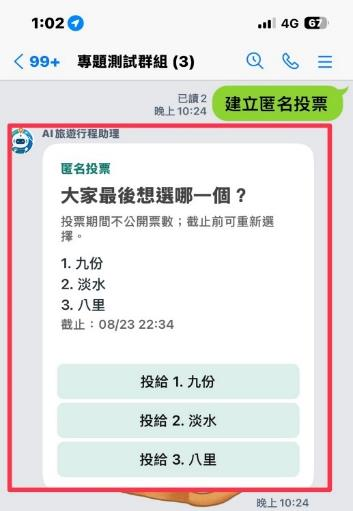 1:02
4G 67
99+ 專題測試群組 (3)
已讀 2
晚上 10:24
建立匿名投票
AI旅遊行程助理
匿名投票
大家最後想選哪一個？
投票期間不公開票數；截止前可重新選
擇。
1. 九份
2. 淡水
3. 八里
截止：08/23 22:34
投給 1. 九份
投給 2. 淡水
投給 3. 八里
晚上 10:24